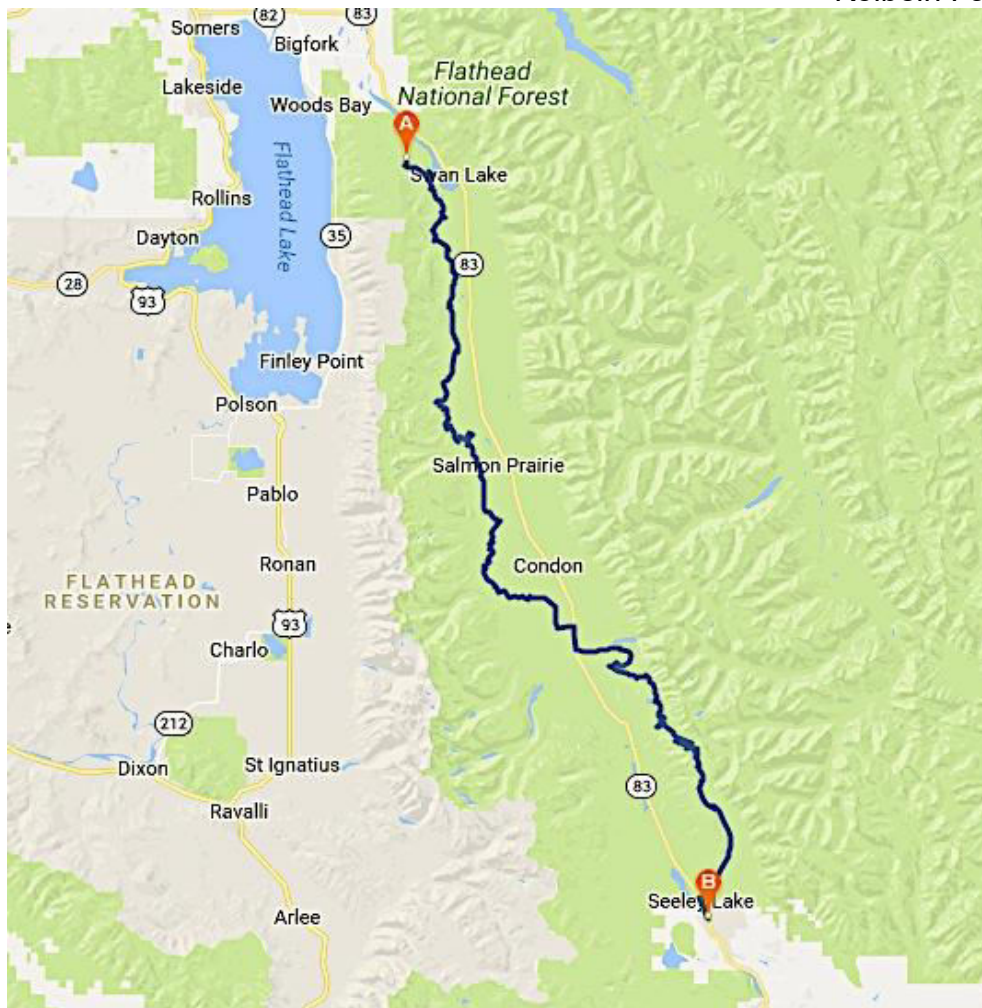 Somers
82
83
Bigfork
Lakeside
Flathead
National Forest
Woods Bay
A
Swan Lake
Rollins
Flathead Lake
35
Dayton
83
28
93
Finley Point
Polson
Salmon Prairie
Pablo
Ronan
Condon
FLATHEAD
RESERVATION
93
Charlo
212
Dixon
St Ignatius
83
Ravalli
B
Seeley Lake
Arlee